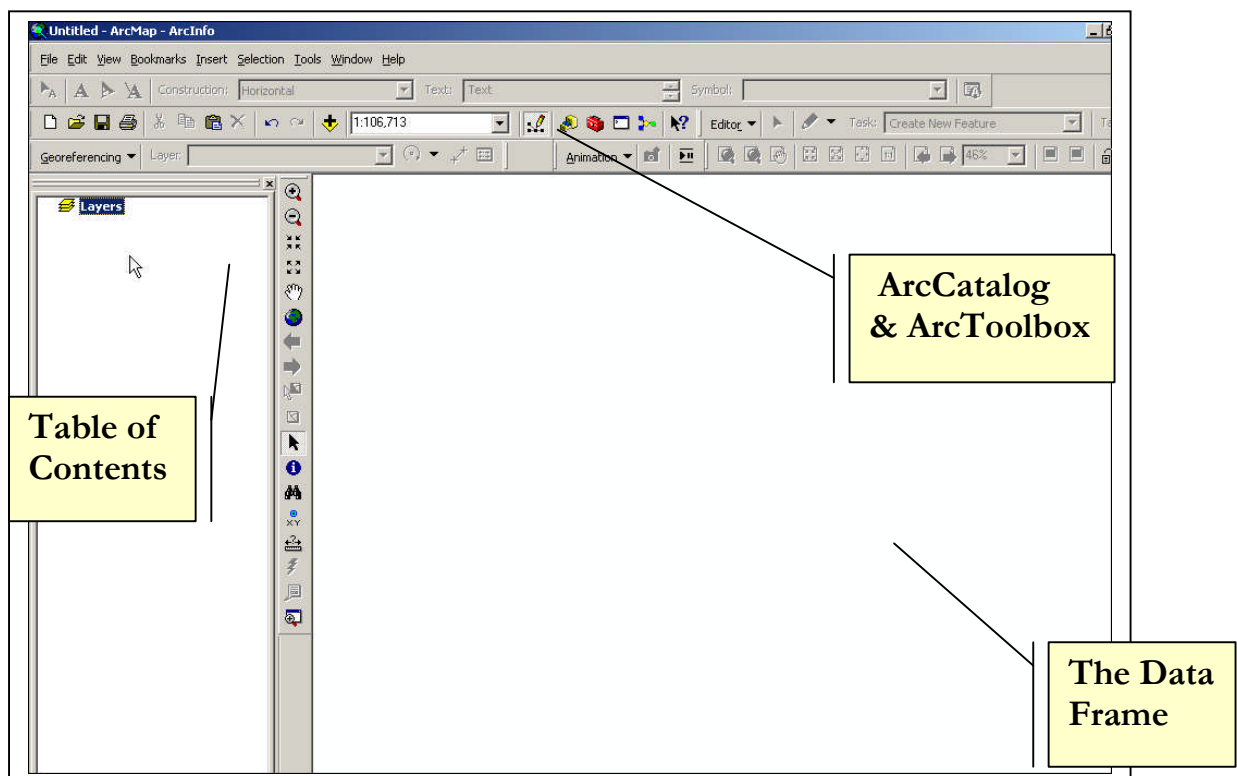 Untitled - ArcMap - ArcInfo
File Edit View Bookmarks Insert Selection Tools Window Help
A A A Construction: Horizontal Text: Text Symbol:
1:106,713 Editor Task: Create New Feature Ta
Georeferencing Layer: Animation 46%
Layers
XY
ArcCatalog
& ArcToolbox
Table of
Contents
The Data
Frame